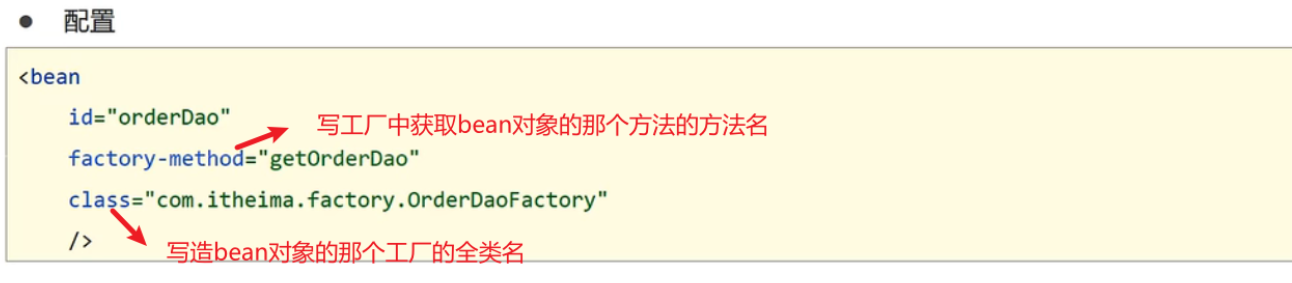 ● 配置
<bean
id="orderDao"
写工厂中获取bean对象的那个方法的方法名
factory-method="getOrderDao"
class="com.itheima.factory.OrderDaoFactory"
/>
写造bean对象的那个工厂的全类名